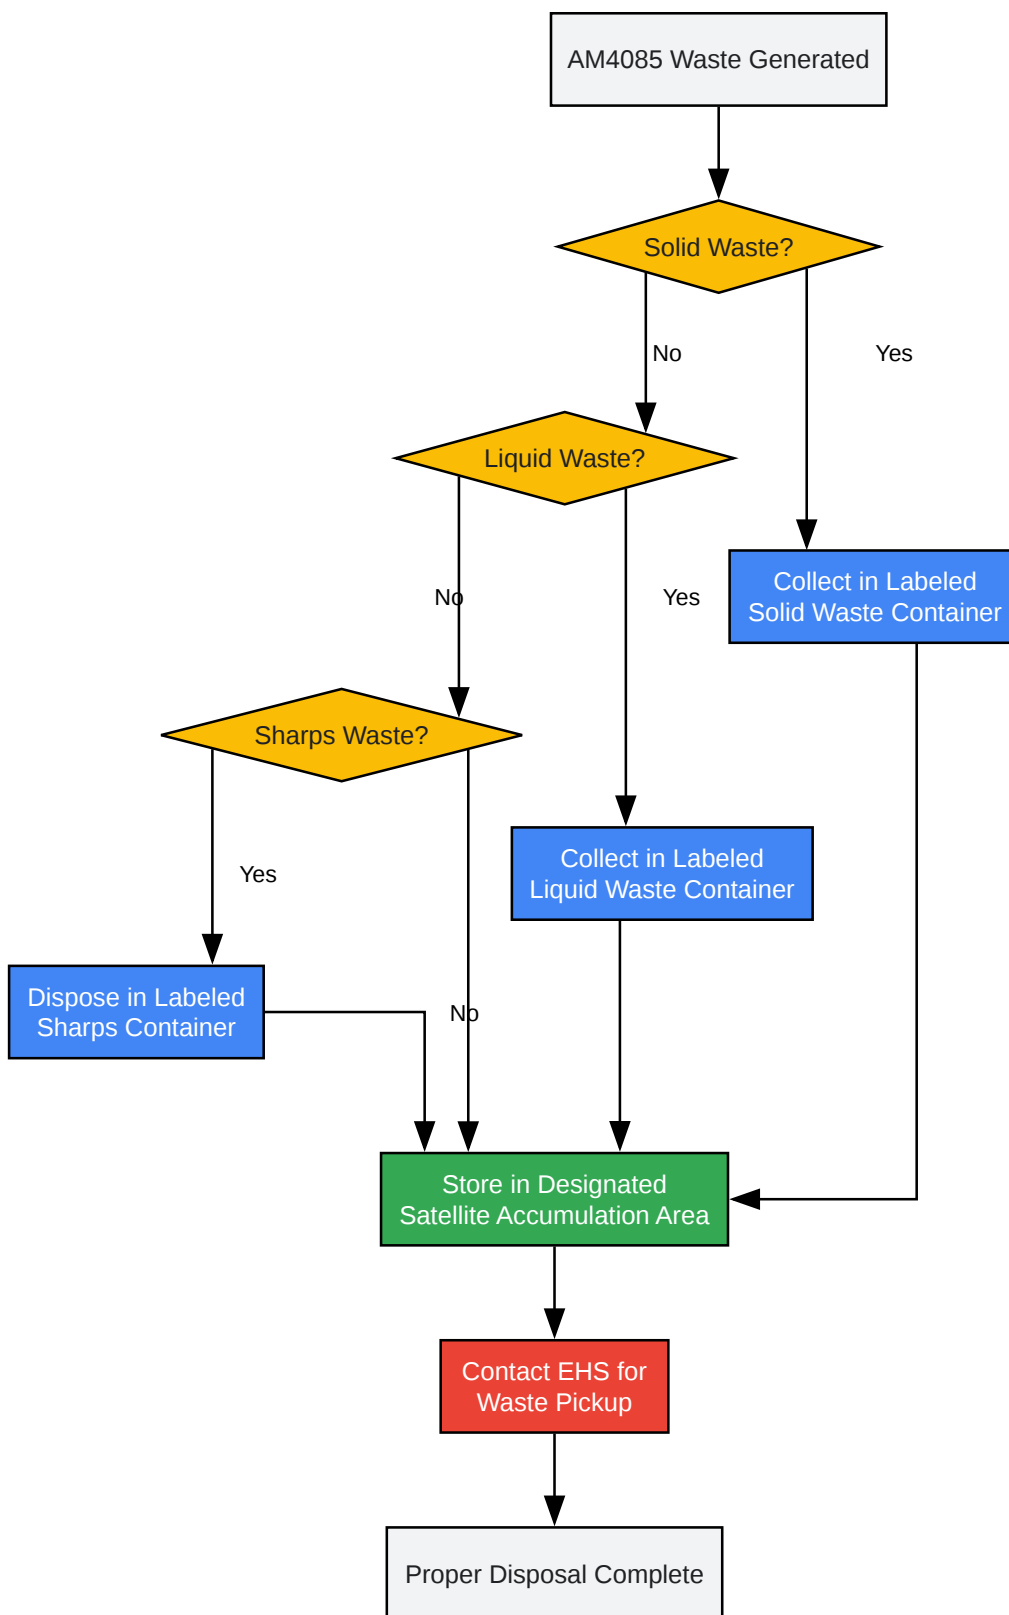 AM4085 Waste Generated
Solid Waste?
No
Yes
Liquid Waste?
Collect in Labeled
Solid Waste Container
No
Yes
Sharps Waste?
Collect in Labeled
Liquid Waste Container
Yes
Dispose in Labeled
Sharps Container
No
Store in Designated
Satellite Accumulation Area
Contact EHS for
Waste Pickup
Proper Disposal Complete